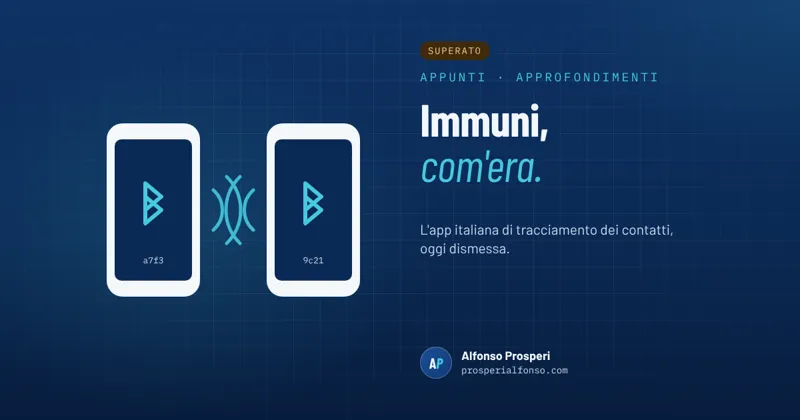 SUPERATO
APPUNTI · APPROFONDIMENTI
Immuni,
com'era.
L'app italiana di tracciamento dei contatti,
oggi dismessa.
a7f3
9c21
AP
Alfonso Prosperi
prosperialfonso.com